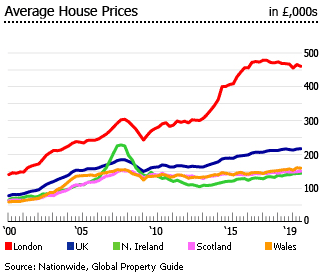 Average House Prices in £,000s
500
400
300
200
100
0
'00 '05 '10 '15 '19
London UK N. Ireland Scotland Wales
Source: Nationwide, Global Property Guide